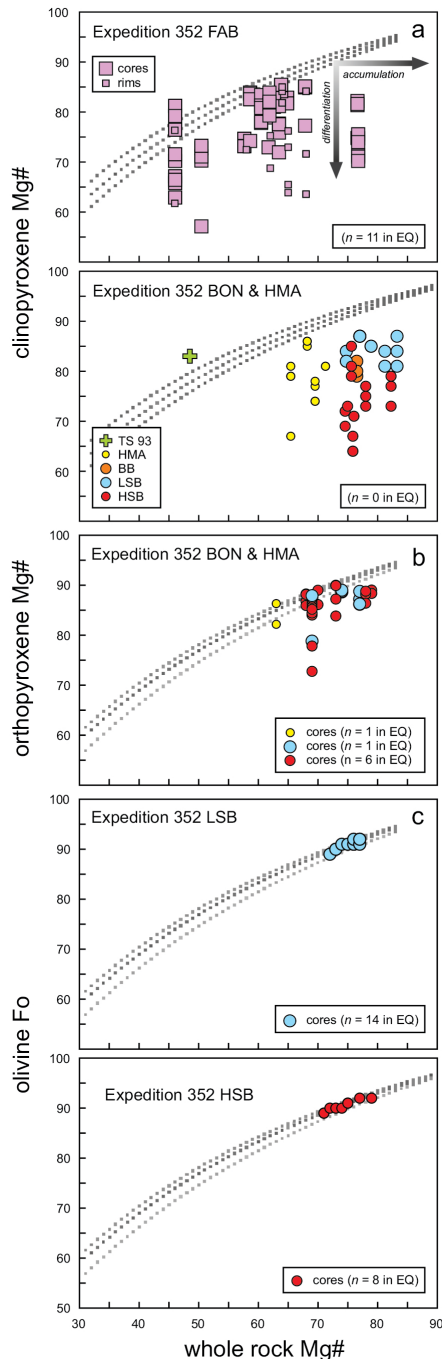 Expedition 352 FAB
a
cores
rims
accumulation
differentiation
(n = 11 in EQ)
100
90
80
70
60
clinopyroxene Mg#
Expedition 352 BON & HMA
TS 93
HMA
BB
LSB
HSB
(n = 0 in EQ)
100
90
80
70
60
Expedition 352 BON & HMA
b
cores (n = 1 in EQ)
cores (n = 1 in EQ)
cores (n = 6 in EQ)
100
90
80
70
60
orthopyroxene Mg#
Expedition 352 LSB
c
cores (n = 14 in EQ)
100
90
80
70
60
olivine Fo
Expedition 352 HSB
cores (n = 8 in EQ)
100
90
80
70
60
50
30 40 50 60 70 80 90
whole rock Mg#